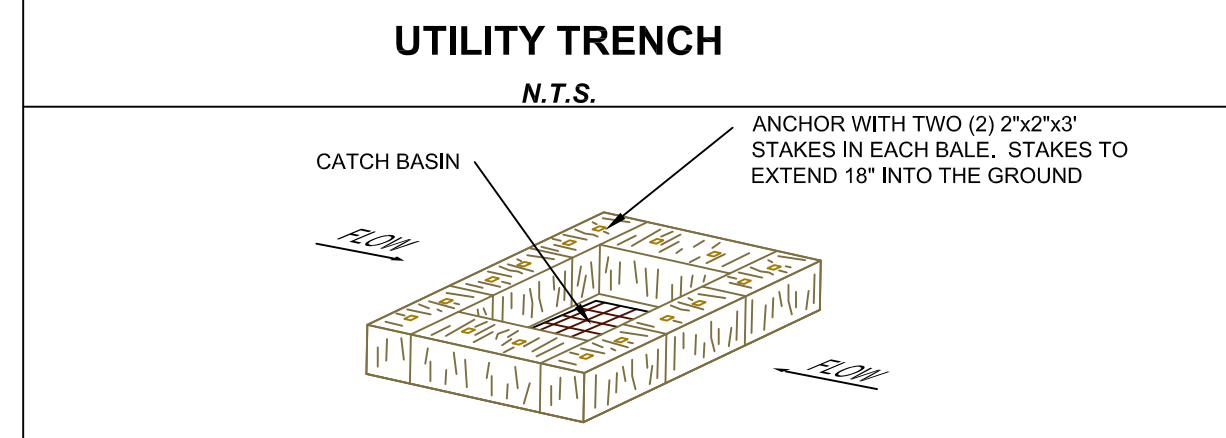 UTILITY TRENCH
N.T.S.
ANCHOR WITH TWO (2) 2"x2"x3'
STAKES IN EACH BALE. STAKES TO
EXTEND 18" INTO THE GROUND
CATCH BASIN
FLOW
FLOW